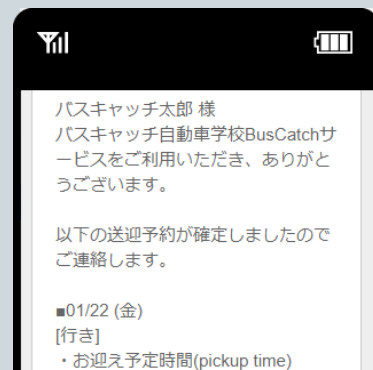 バスキャッチ太郎 様
バスキャッチ自動車学校BusCatchサ
ービスをご利用いただき、ありがと
うございます。
以下の送迎予約が確定しましたので
ご連絡します。
■01/22 (金)
[行き]
・お迎え予定時間(pickup time)